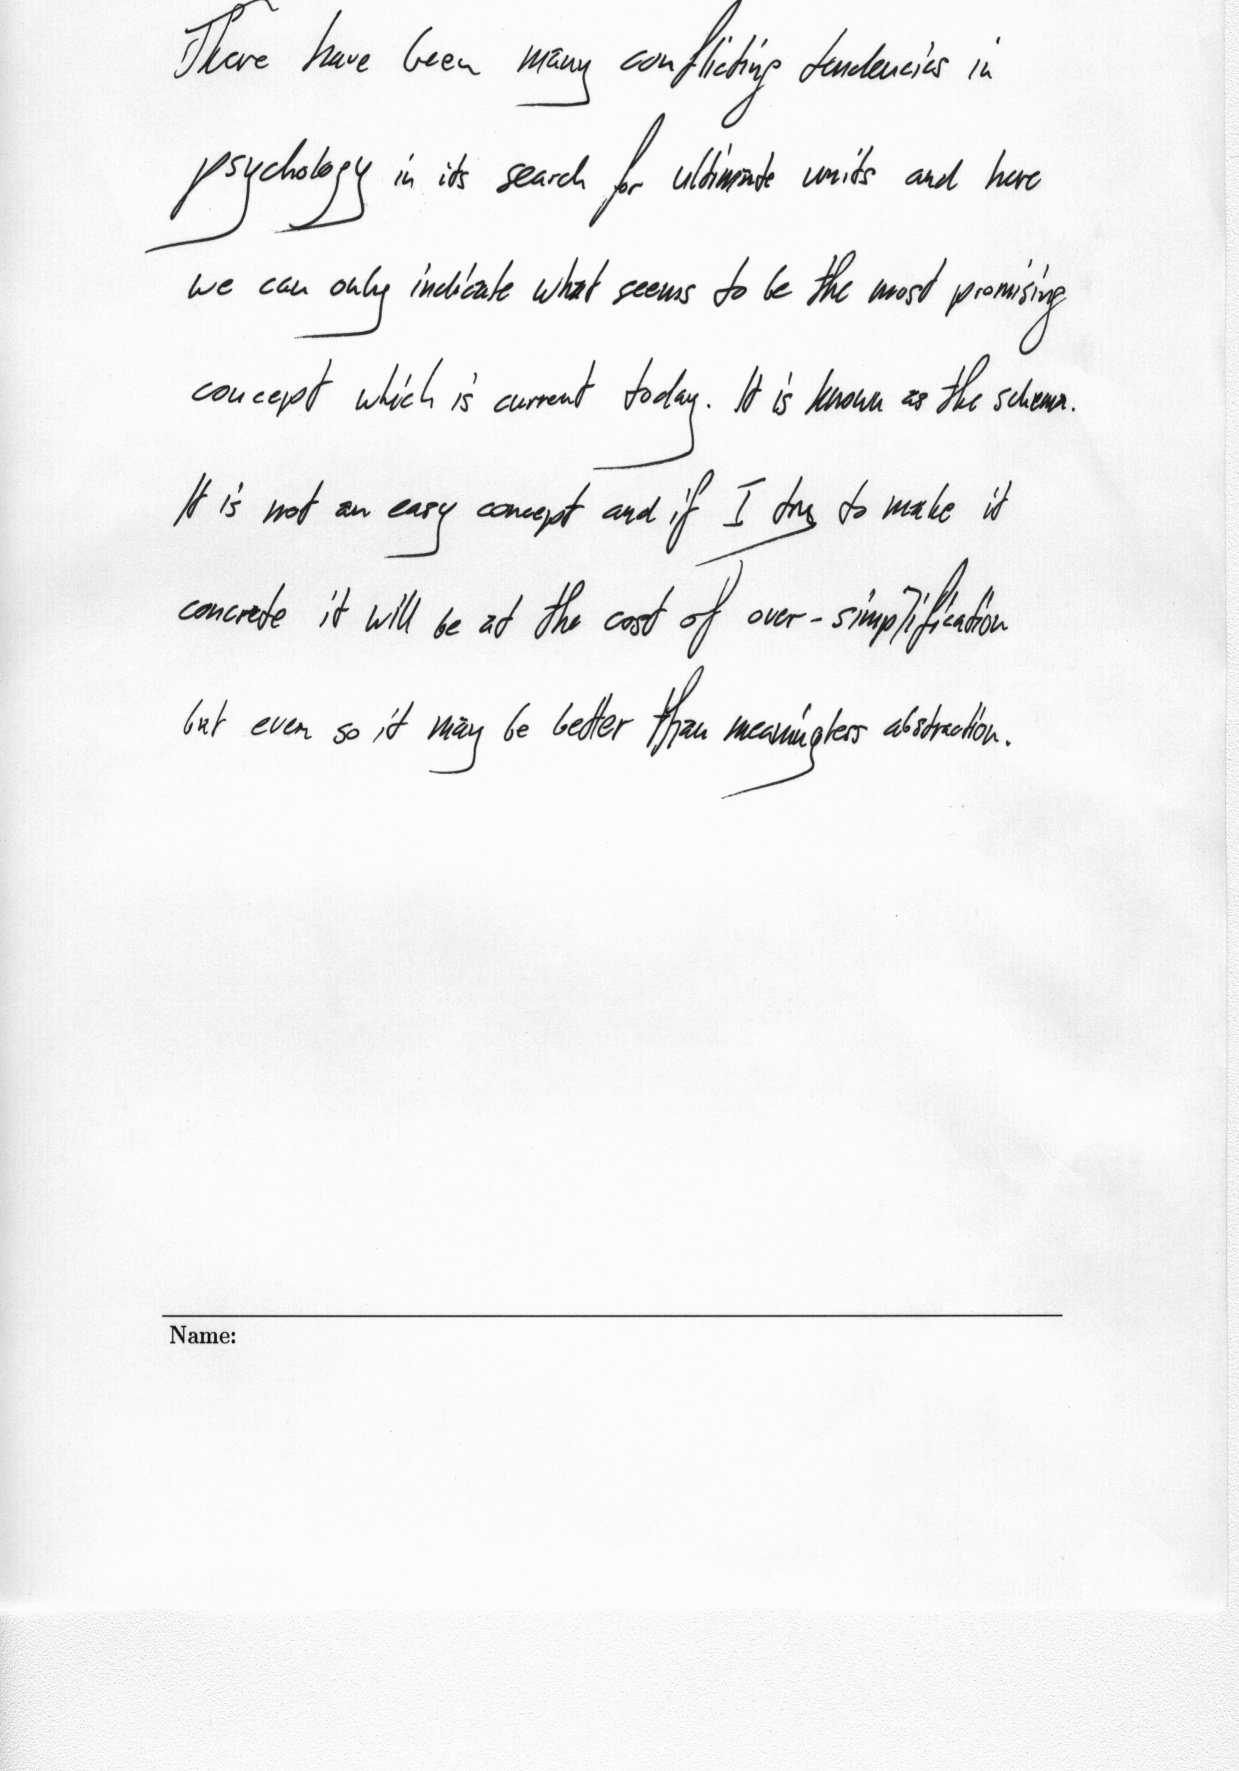 There have been many conflicting tendencies in
psychology in its search for ultimate units and here
we can only indicate what seems to be the most promising
concept which is current today. It is known as the schema.
It is not an easy concept and if I try to make it
concrete it will be at the cost of over-simplification
but even so it may be better than meaningless abstraction.
Name: